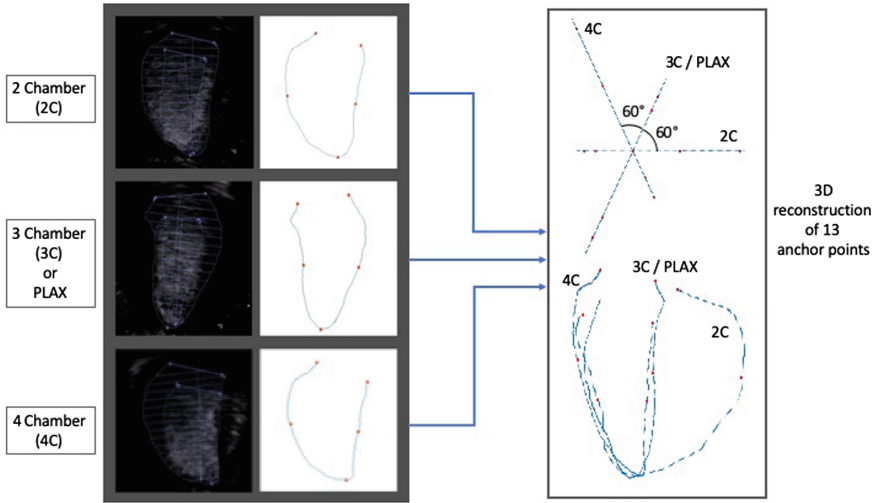 2 Chamber
(2C)
3 Chamber
(3C)
or
PLAX
4 Chamber
(4C)
4C
3C / PLAX
60°
60°
2C
4C
3C / PLAX
2C
3D
reconstruction
of 13
anchor points